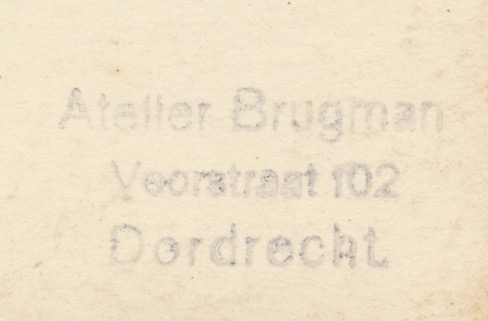 Atelier Brugman
Voorstraat 102
Dordrecht.